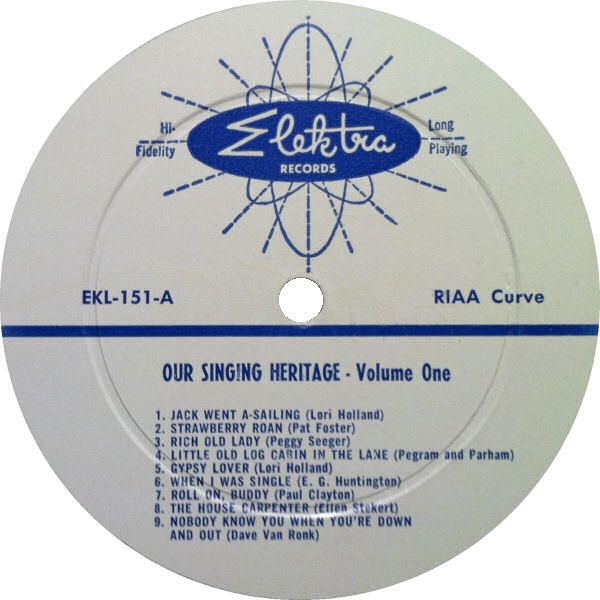 Elektra
RECORDS
Hi-
Fidelity
Long
Playing
EKL-151-A
RIAA Curve
OUR SINGING HERITAGE - Volume One
1. JACK WENT A-SAILING (Lori Holland)
2. STRAWBERRY ROAN (Pat Foster)
3. RICH OLD LADY (Peggy Seeger)
4. LITTLE OLD LOG CABIN IN THE LANE (Pegram and Parham)
5. GYPSY LOVER (Lori Holland)
6. WHEN I WAS SINGLE (E. G. Huntington)
7. ROLL ON, BUDDY (Paul Clayton)
8. THE HOUSE CARPENTER (Ellen Stekert)
9. NOBODY KNOW YOU WHEN YOU'RE DOWN
AND OUT (Dave Van Ronk)